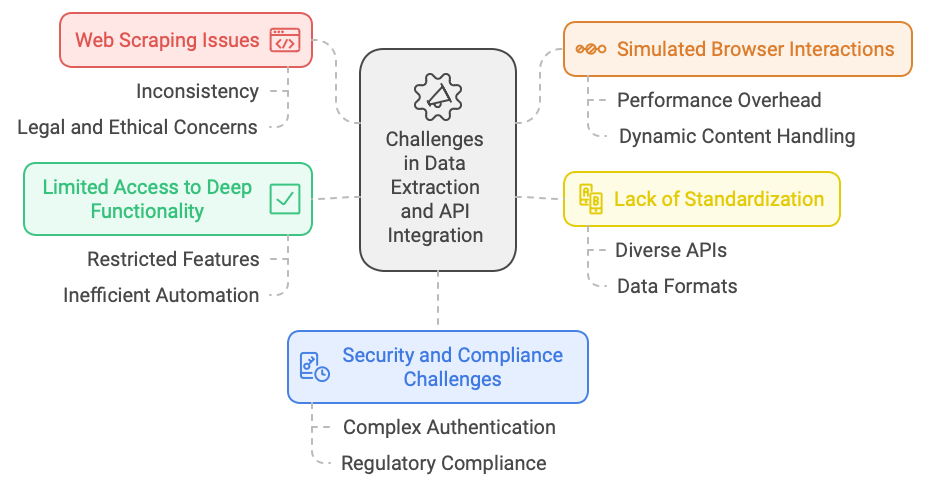 Web Scraping Issues
Inconsistency
Legal and Ethical Concerns
Limited Access to Deep
Functionality
Restricted Features
Inefficient Automation
Challenges
in Data
Extraction
and API
Integration
Simulated Browser Interactions
Performance Overhead
Dynamic Content Handling
A
B
Lack of Standardization
Diverse APIs
Data Formats
Security and Compliance
Challenges
Complex Authentication
Regulatory Compliance